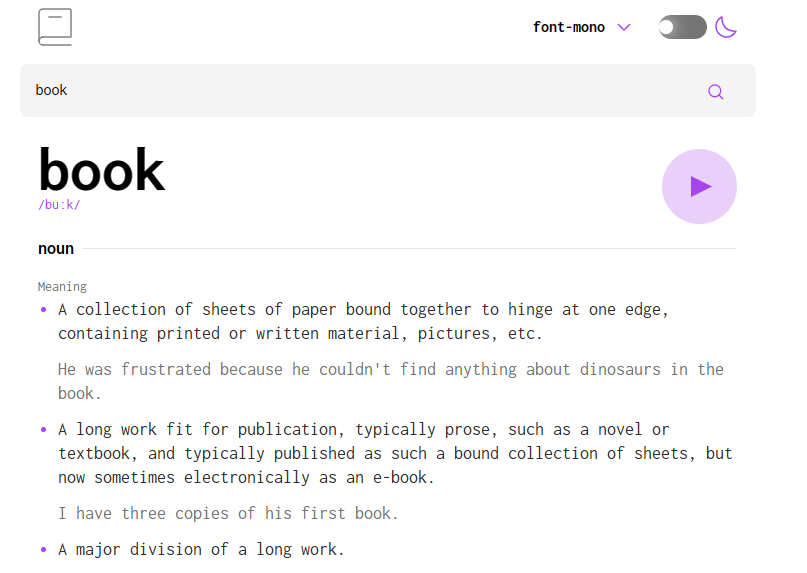 font-mono
book
book
/buːk/
noun
Meaning
A collection of sheets of paper bound together to hinge at one edge,
containing printed or written material, pictures, etc.
He was frustrated because he couldn't find anything about dinosaurs in the
book.
A long work fit for publication, typically prose, such as a novel or
textbook, and typically published as such a bound collection of sheets, but
now sometimes electronically as an e-book.
I have three copies of his first book.
A major division of a long work.